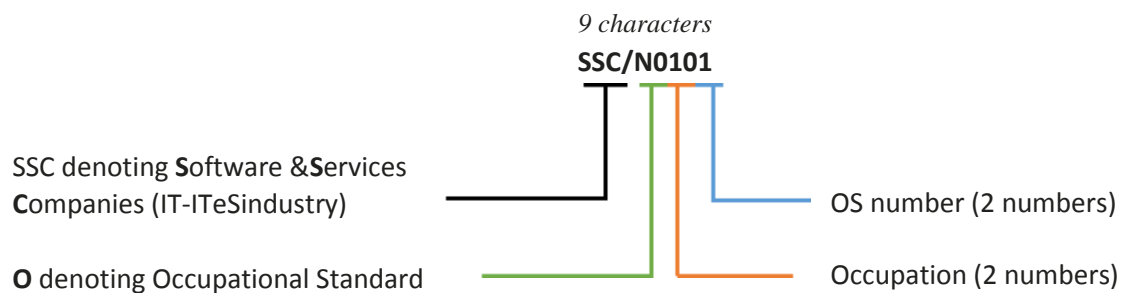 9 characters
SSC/N0101
SSC denoting Software &Services
Companies (IT-ITeSindustry)
OS number (2 numbers)
O denoting Occupational Standard
Occupation (2 numbers)